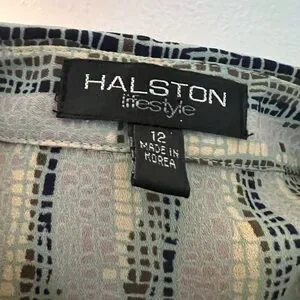 HALSTON
lifestyle
12
MADE IN
KOREA